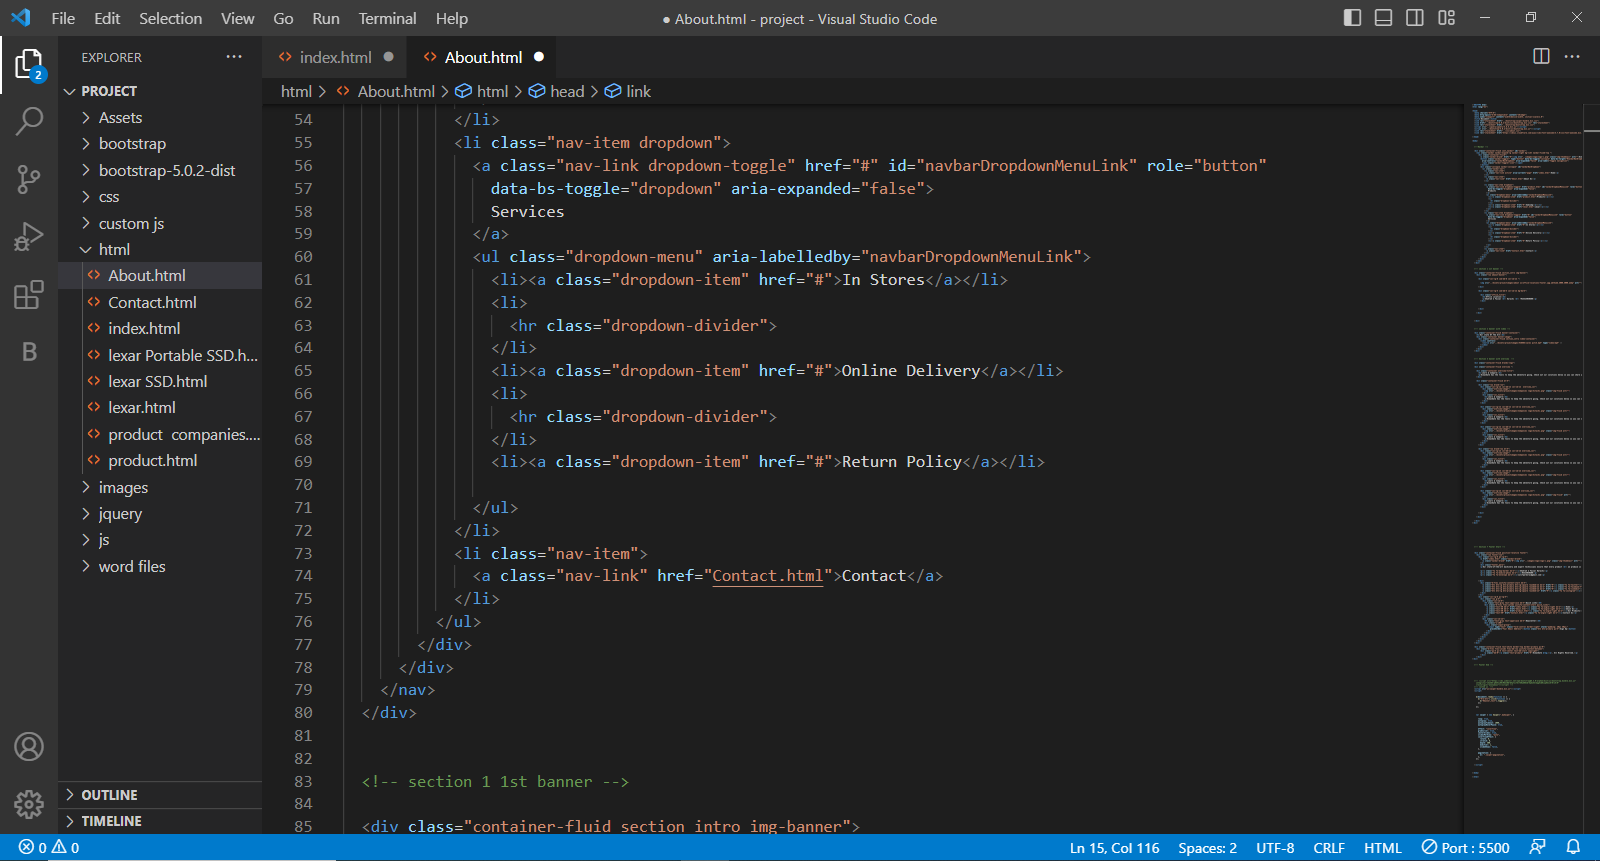 File Edit Selection View Go Run Terminal Help
● About.html - project - Visual Studio Code
EXPLORER
index.html
About.html
PROJECT
html > About.html > html > head > link
Assets
bootstrap
bootstrap-5.0.2-dist
css
custom js
html
About.html
Contact.html
index.html
lexar Portable SSD.h...
lexar SSD.html
lexar.html
product companies....
product.html
images
jquery
js
word files
OUTLINE
TIMELINE
2
B
54 </li>
55 <li class="nav-item dropdown">
56 <a class="nav-link dropdown-toggle" href="#" id="navbarDropdownMenuLink" role="button"
57 data-bs-toggle="dropdown" aria-expanded="false">
58 Services
59 </a>
60 <ul class="dropdown-menu" aria-labelledby="navbarDropdownMenuLink">
61 <li><a class="dropdown-item" href="#">In Stores</a></li>
62 <li>
63 <hr class="dropdown-divider">
64 </li>
65 <li><a class="dropdown-item" href="#">Online Delivery</a></li>
66 <li>
67 <hr class="dropdown-divider">
68 </li>
69 <li><a class="dropdown-item" href="#">Return Policy</a></li>
70
71 </ul>
72 </li>
73 <li class="nav-item">
74 <a class="nav-link" href="Contact.html">Contact</a>
75 </li>
76 </ul>
77 </div>
78 </div>
79 </nav>
80 </div>
81
82
83 <!-- section 1 1st banner -->
84
85 <div class="container-fluid section intro img-banner">
0 0
Ln 15, Col 116 Spaces: 2 UTF-8 CRLF HTML Port : 5500